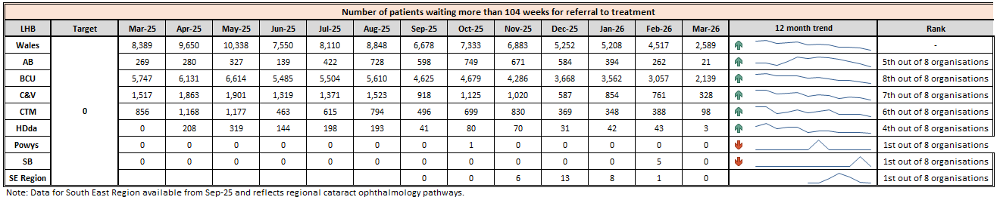 Number of patients waiting more than 104 weeks for referral to treatment
LHB Target Mar-25 Apr-25 May-25 Jun-25 Jul-25 Aug-25 Sep-25 Oct-25 Nov-25 Dec-25 Jan-26 Feb-26 Mar-26 12 month trend Rank
Wales 8,389 9,650 10,338 7,550 8,110 8,848 6,678 7,333 6,883 5,252 5,208 4,517 2,589 -
AB 269 280 327 139 422 728 598 749 671 584 394 262 21 5th out of 8 organisations
BCU 5,747 6,131 6,614 5,485 5,504 5,610 4,625 4,679 4,286 3,668 3,562 3,057 2,139 8th out of 8 organisations
C&V 1,517 1,863 1,901 1,319 1,371 1,523 918 1,125 1,020 587 854 761 328 7th out of 8 organisations
CTM 0 856 1,168 1,177 463 615 794 496 699 830 369 348 388 98 6th out of 8 organisations
HDda 0 208 319 144 198 193 41 80 70 31 42 43 3 4th out of 8 organisations
Powys 0 0 0 0 0 0 0 1 0 0 0 0 0 1st out of 8 organisations
SB 0 0 0 0 0 0 0 0 0 0 0 5 0 1st out of 8 organisations
SE Region 0 0 6 13 8 1 0 1st out of 8 organisations
Note: Data for South East Region available from Sep-25 and reflects regional cataract ophthalmology pathways.